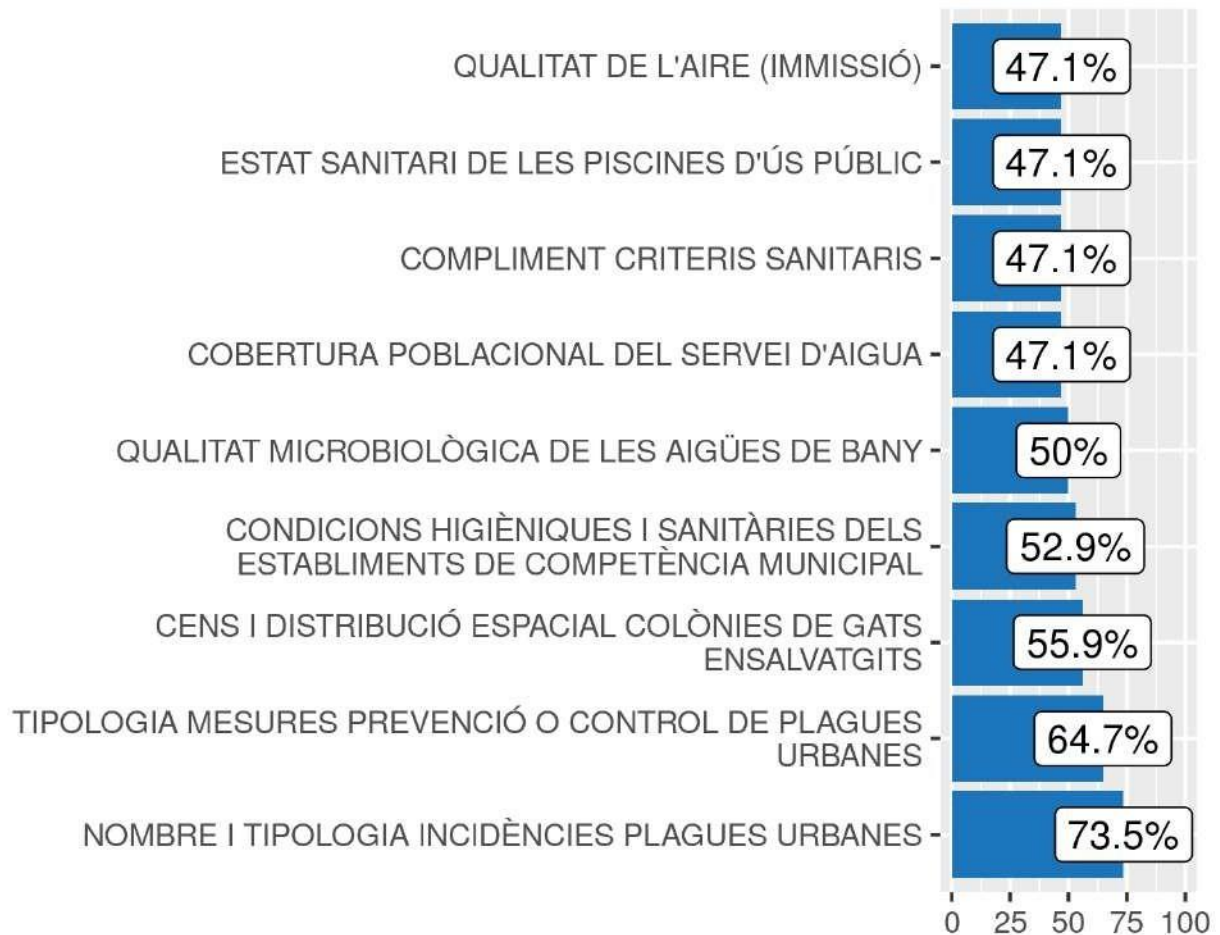 QUALITAT DE L'AIRE (IMMISSIÓ)
47.1%
ESTAT SANITARI DE LES PISCINES D'ÚS PÚBLIC
47.1%
COMPLIMENT CRITERIS SANITARIS
47.1%
COBERTURA POBLACIONAL DEL SERVEI D'AIGUA
47.1%
QUALITAT MICROBIOLÒGICA DE LES AIGÜES DE BANY
50%
CONDICIONS HIGIÈNIQUES I SANITÀRIES DELS
ESTABLIMENTS DE COMPETÈNCIA MUNICIPAL
52.9%
CENS I DISTRIBUCIÓ ESPACIAL COLÒNIES DE GATS
ENSALVATGITS
55.9%
TIPOLOGIA MESURES PREVENCIÓ O CONTROL DE PLAGUES
URBANES
64.7%
NOMBRE I TIPOLOGIA INCIDÈNCIES PLAGUES URBANES
73.5%
0 25 50 75 100